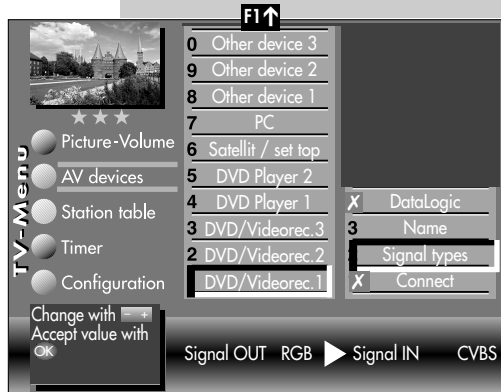 F1↑
0 Other device 3
9 Other device 2
8 Other device 1
7 PC
6 Satellit / set top
5 DVD Player 2
4 DVD Player 1
3 DVD/Videorec.3
2 DVD/Videorec.2
DVD/Videorec.1
TV-Menu
Picture-Volume
AV devices
Station table
Timer
Configuration
✗ DataLogic
3 Name
Signal types
✗ Connect
Change with - +
Accept value with
OK
Signal OUT RGB ▶ Signal IN CVBS